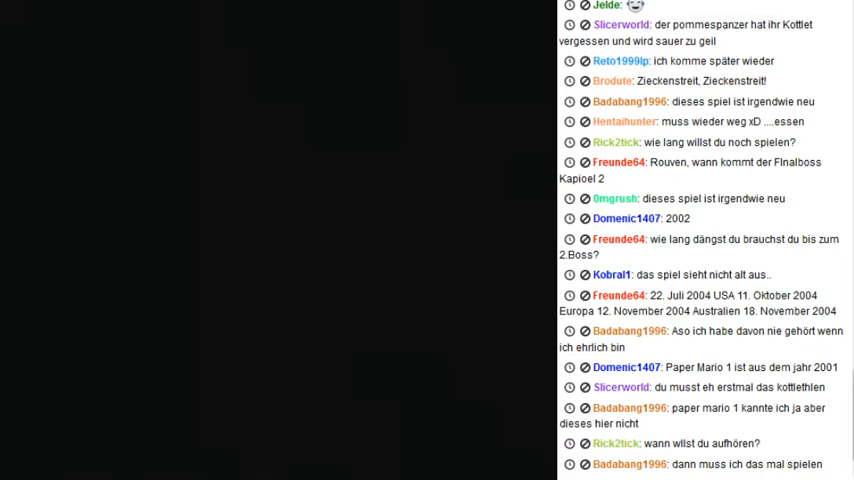 Jelde:
Slicerworld: der pommespanzer hat ihr Kottlet
vergessen und wird sauer zu geil
Reto1999lp: ich komme später wieder
Brodute: Zieckenstreit, Zieckenstreit!
Badabang1996: dieses spiel ist irgendwie neu
Hentaihunter: muss wieder weg xD ....essen
Rick2tick: wie lang willst du noch spielen?
Freunde64: Rouven, wann kommt der FInalboss
Kapioel 2
0mgrush: dieses spiel ist irgendwie neu
Domenic1407: 2002
Freunde64: wie lang dängst du brauchst du bis zum
2.Boss?
Kobral1: das spiel sieht nicht alt aus..
Freunde64: 22. Juli 2004 USA 11. Oktober 2004
Europa 12. November 2004 Australien 18. November 2004
Badabang1996: Aso ich habe davon nie gehört wenn
ich ehrlich bin
Domenic1407: Paper Mario 1 ist aus dem jahr 2001
Slicerworld: du musst eh erstmal das kottlethlen
Badabang1996: paper mario 1 kannte ich ja aber
dieses hier nicht
Rick2tick: wann wllst du aufhören?
Badabang1996: dann muss ich das mal spielen